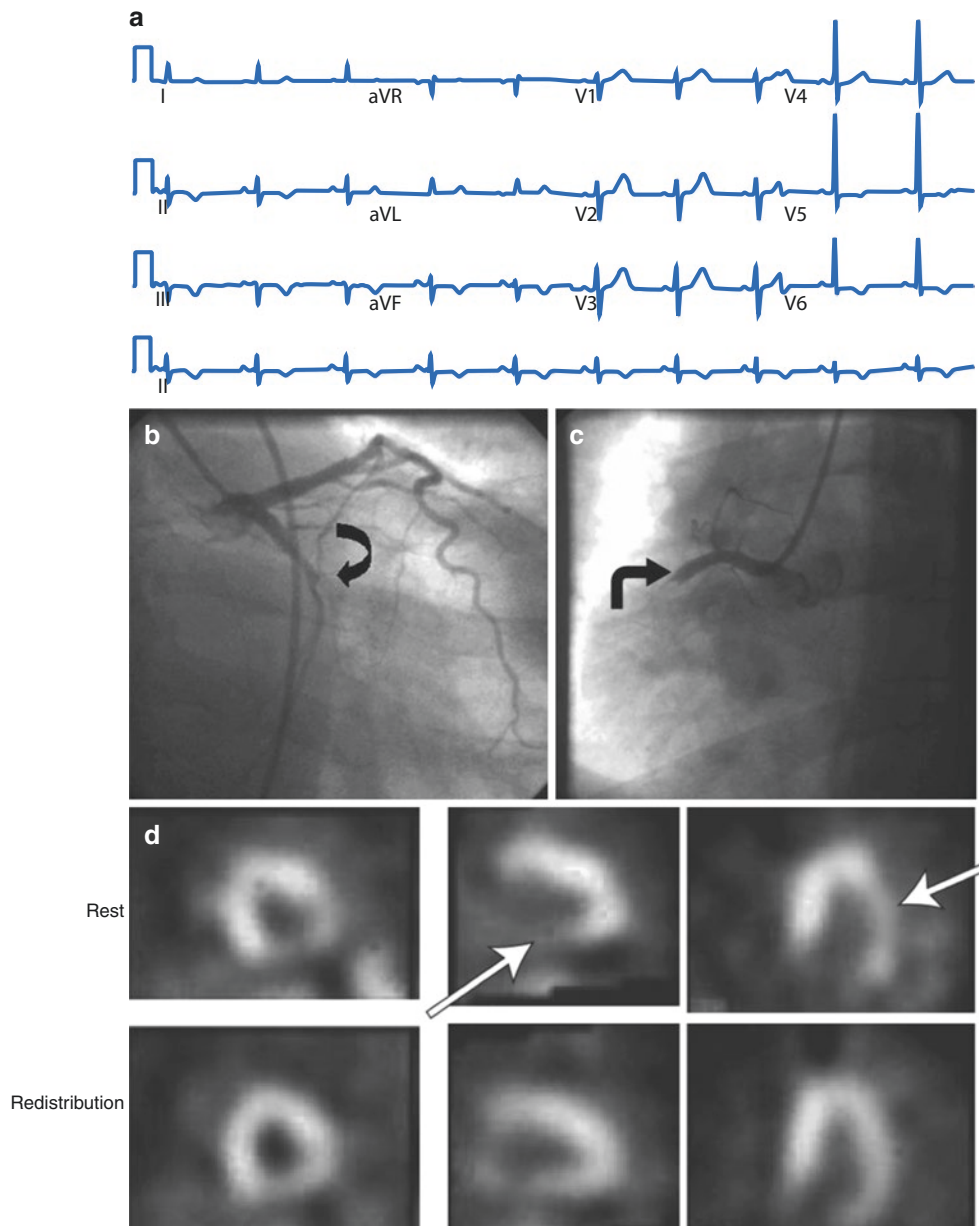 a
I aVR V1 V4
II aVL V2 V5
III aVF V3 V6
II
b c
d
Rest
Redistribution